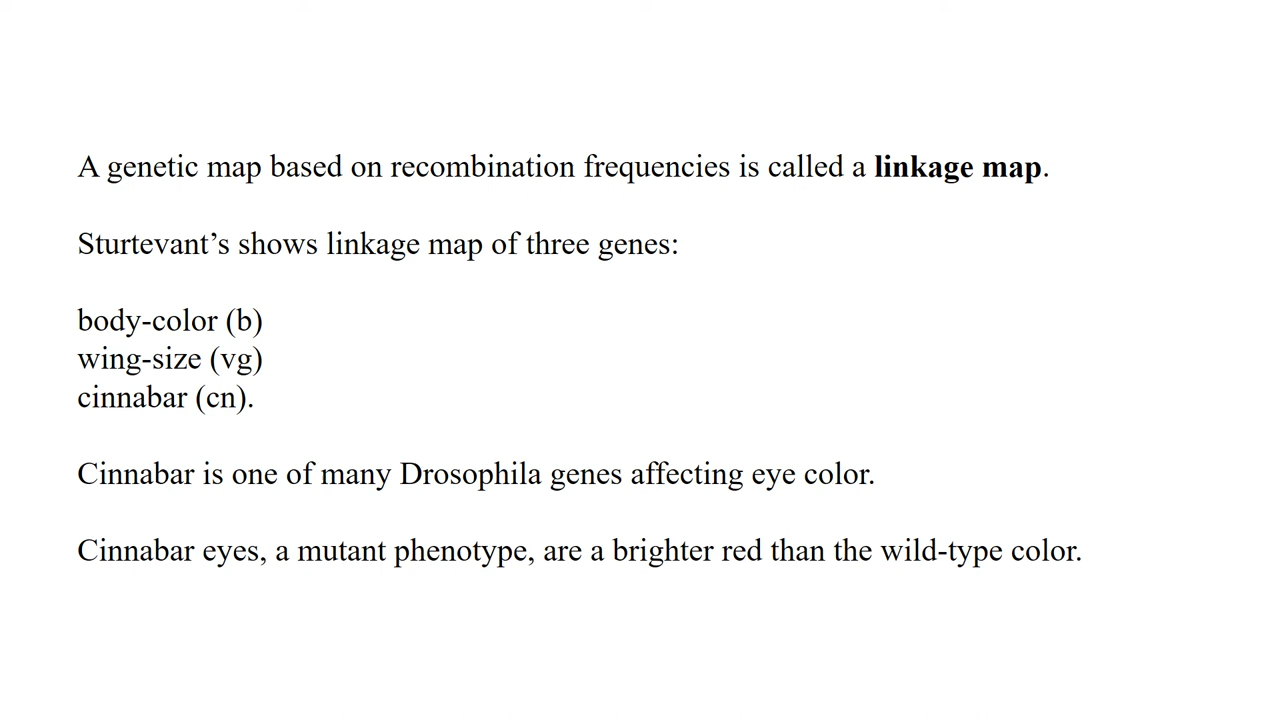 A genetic map based on recombination frequencies is called a linkage map.
Sturtevant’s shows linkage map of three genes:
body-color (b)
wing-size (vg)
cinnabar (cn).
Cinnabar is one of many Drosophila genes affecting eye color.
Cinnabar eyes, a mutant phenotype, are a brighter red than the wild-type color.